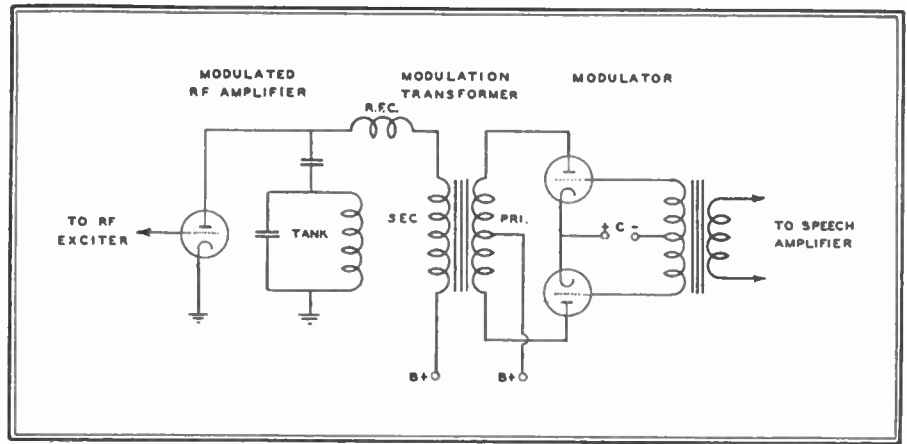 MODULATED
RF AMPLIFIER
MODULATION
TRANSFORMER
MODULATOR
R.F.C.
TO RF
EXCITER
TANK
SEC
PRI.
+ C -
TO SPEECH
AMPLIFIER
B+
B+